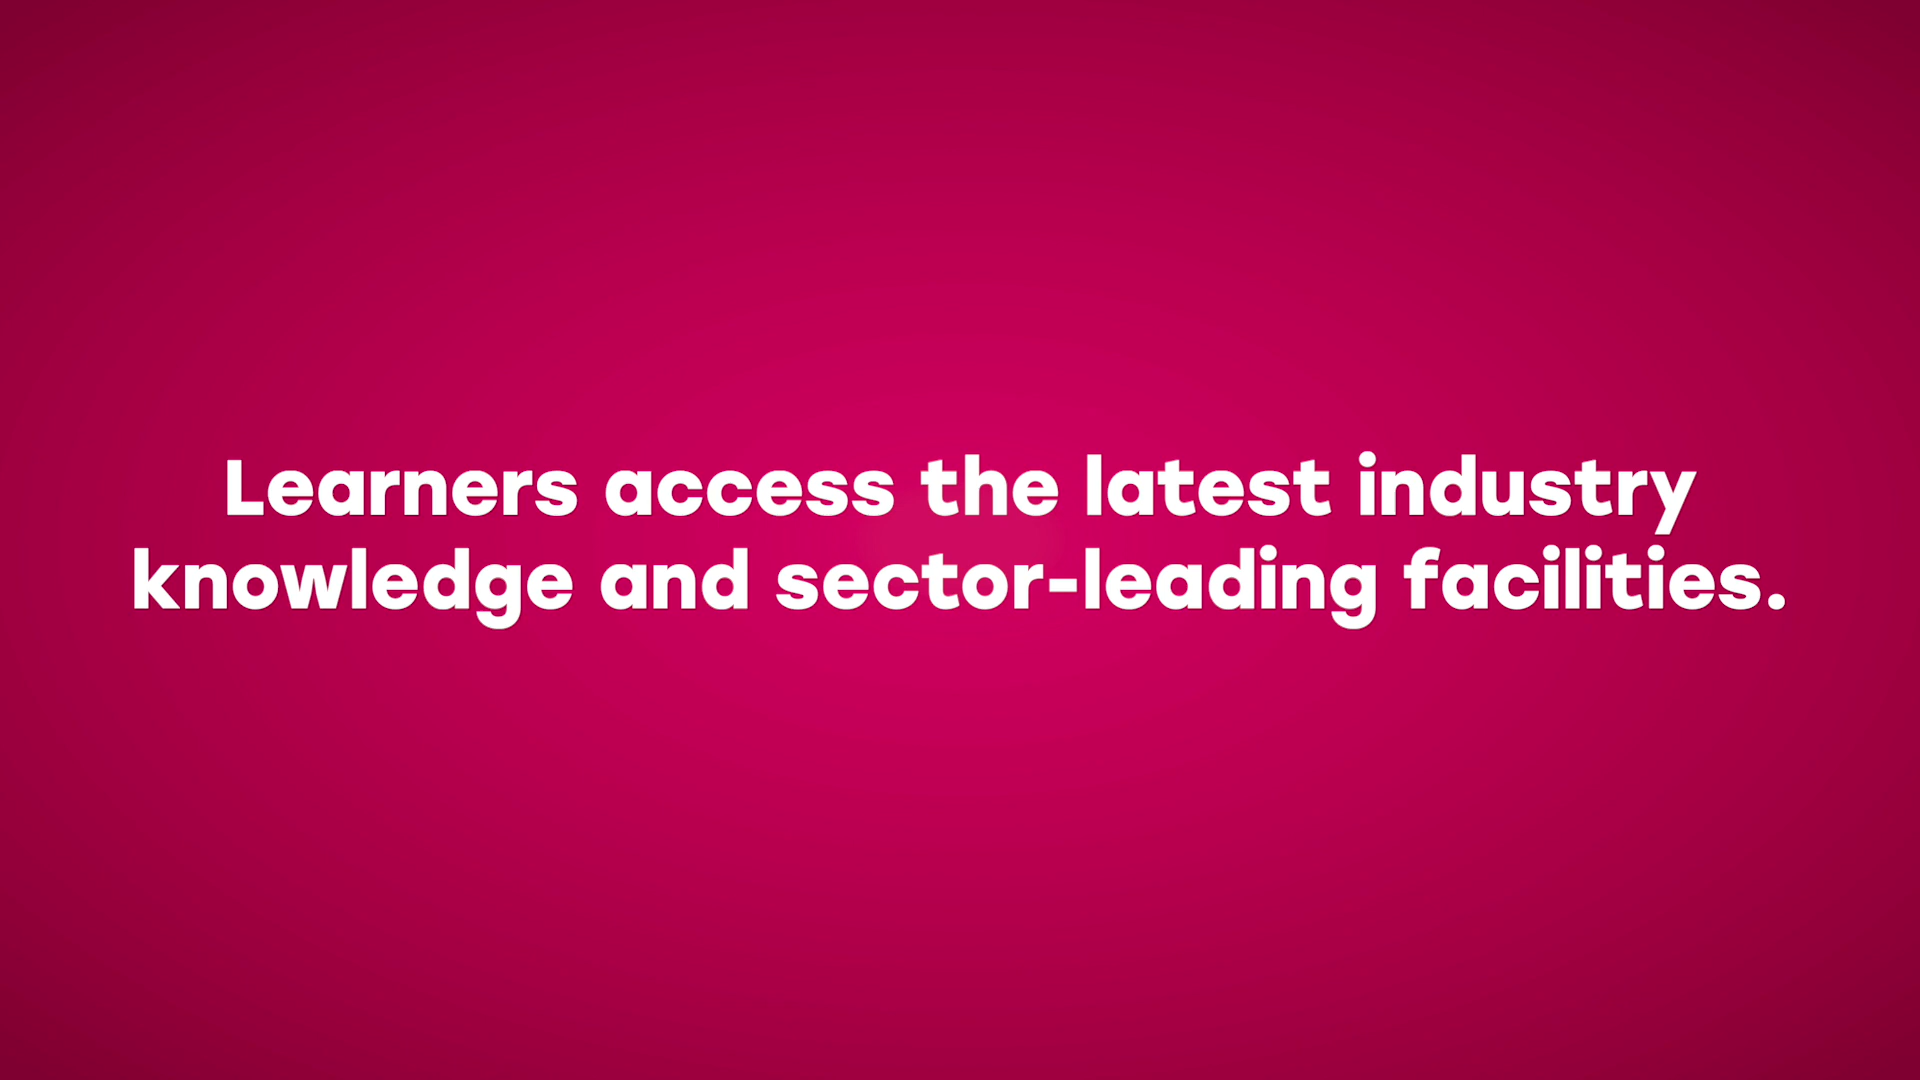 Learners access the latest industry
knowledge and sector-leading facilities.